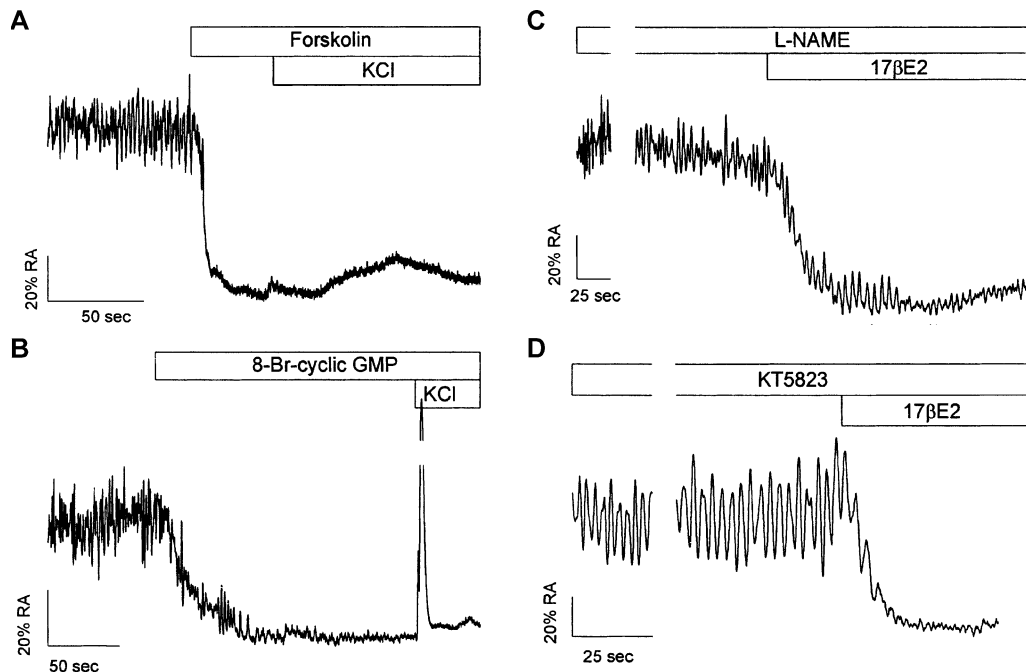 A
Forskolin
KCl
20% RA
50 sec
B
8-Br-cyclic GMP
KCl
20% RA
50 sec
C
L-NAME
17βE2
20% RA
25 sec
D
KT5823
17βE2
20% RA
25 sec